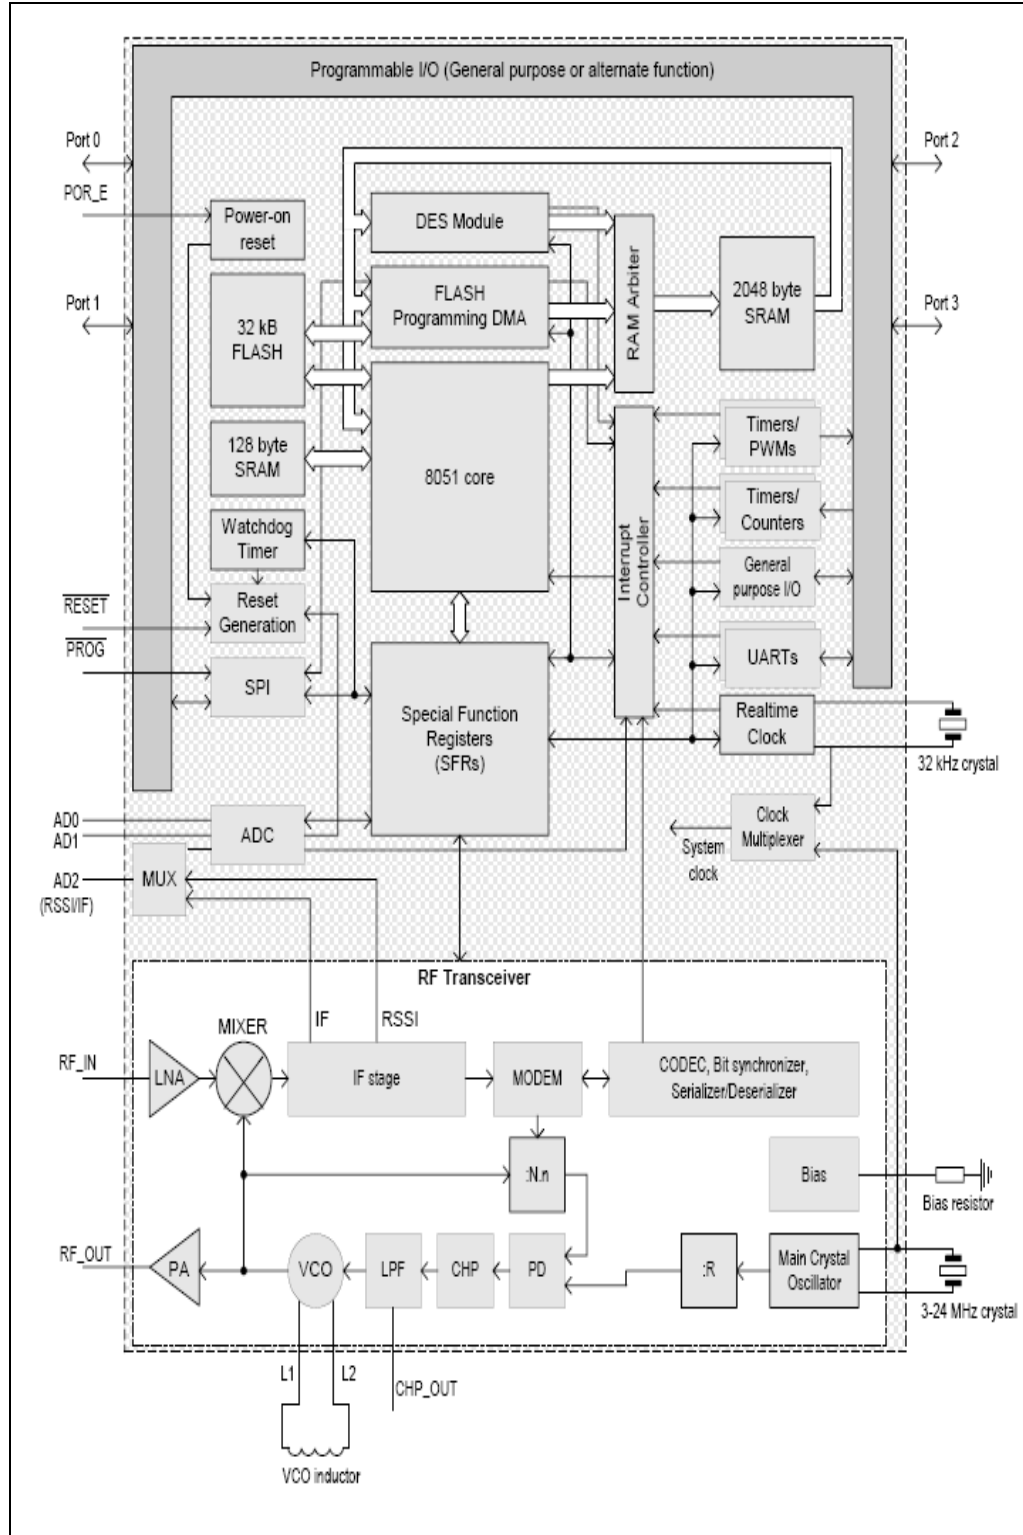 Programmable I/O (General purpose or alternate function)
Port 0
Port 2
POR_E
Power-on
reset
DES Module
RAM Arbiter
2048 byte
SRAM
Port 1
Port 3
32 kB
FLASH
FLASH
Programming DMA
128 byte
SRAM
8051 core
Timers/
PWMs
Timers/
Counters
Watchdog
Timer
Interrupt
Controller
General
purpose I/O
RESET
Reset
Generation
PROG
SPI
UARTs
Special Function
Registers
(SFRs)
Realtime
Clock
32 kHz crystal
AD0
AD1
ADC
Clock
Multiplexer
System
clock
AD2
(RSSI/IF)
MUX
RF Transceiver
IF
RSSI
MIXER
RF_IN
LNA
IF stage
MODEM
CODEC, Bit synchronizer,
Serializer/Deserializer
:N.n
Bias
Bias resistor
RF_OUT
PA
VCO
LPF
CHP
PD
:R
Main Crystal
Oscillator
3-24 MHz crystal
L1
L2
CHP_OUT
VCO inductor